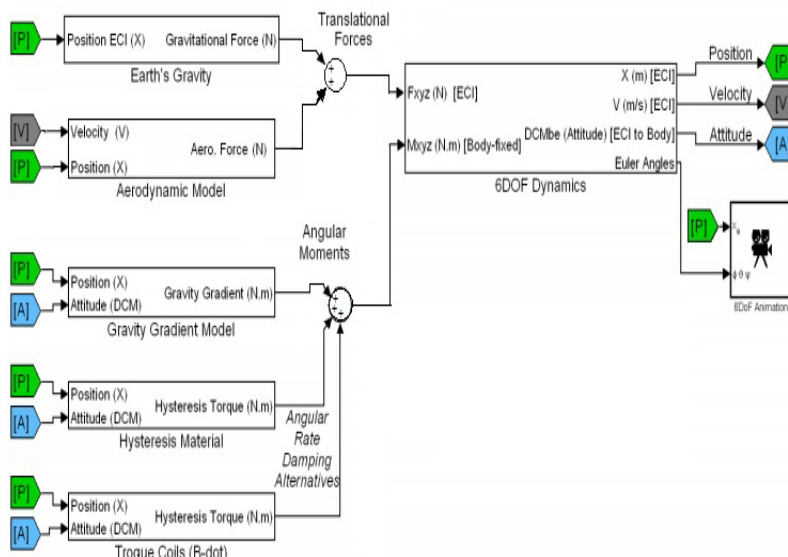 Translational
Forces
[P]
Position ECI (X)
Gravitational Force (N)
Earth's Gravity
[V]
Velocity (V)
[P]
Position (X)
Aero. Force (N)
Aerodynamic Model
Fxyz (N) [ECI]
Mxyz (N.m) [Body-fixed]
X (m) [ECI]
V (m/s) [ECI]
DCMbe (Attitude) [ECI to Body]
Euler Angles
6DOF Dynamics
Position
[P]
Velocity
[V]
Attitude
[A]
[P]
Xe
ϕ θ ψ
6DoF Animation
Angular
Moments
[P]
Position (X)
[A]
Attitude (DCM)
Gravity Gradient (N.m)
Gravity Gradient Model
[P]
Position (X)
[A]
Attitude (DCM)
Hysteresis Torque (N.m)
Hysteresis Material
Angular
Rate
Damping
Alternatives
[P]
Position (X)
[A]
Attitude (DCM)
Hysteresis Torque (N.m)
Troque Coils (B-dot)